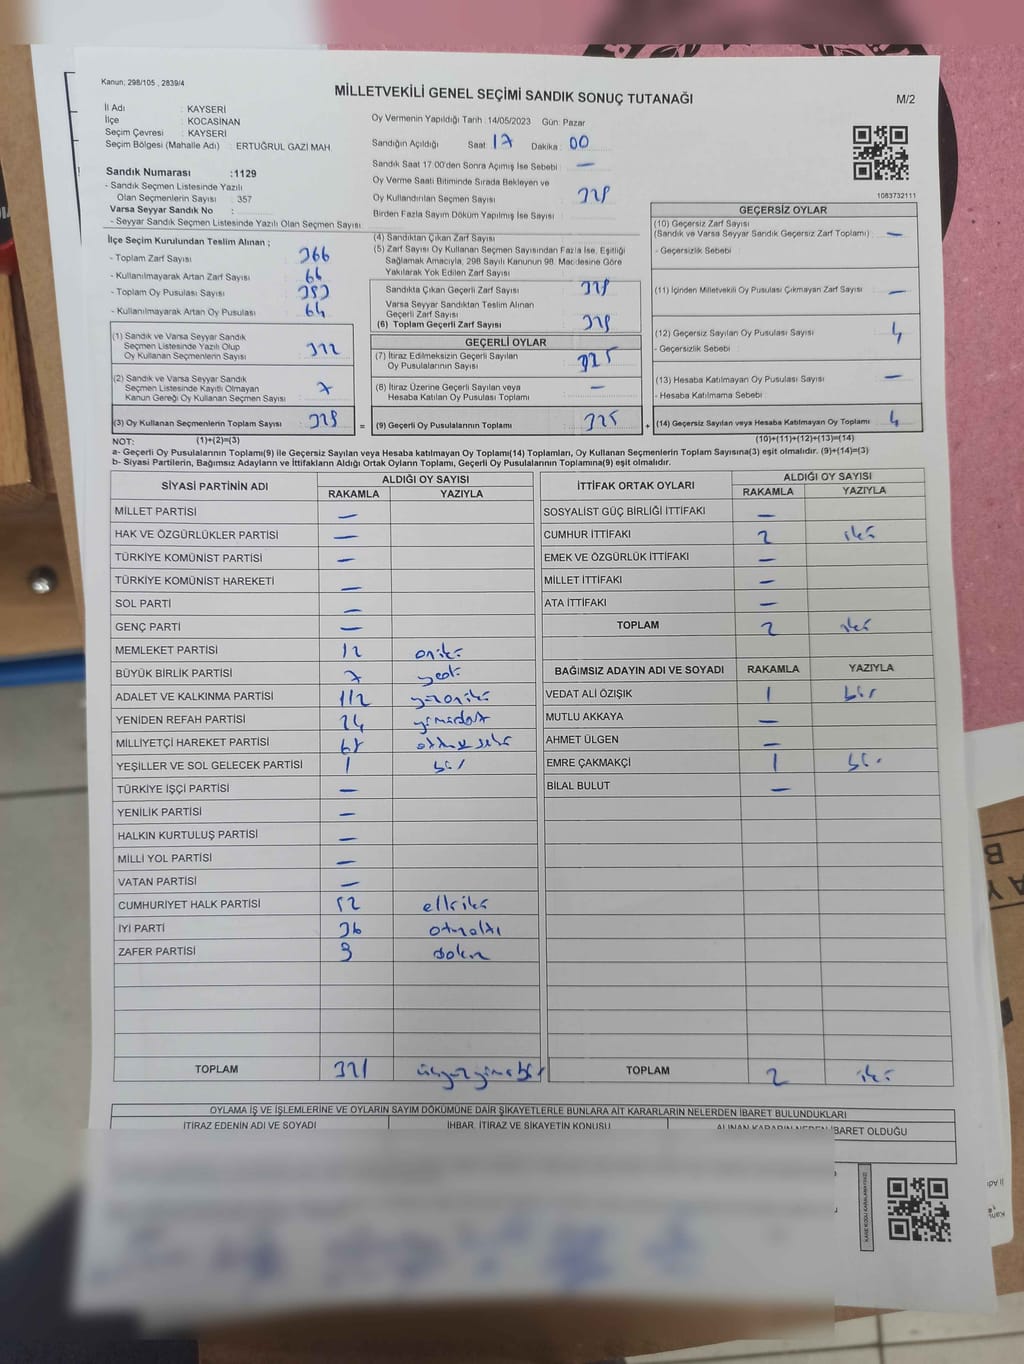 Kanun: 298/105 , 2839/4
MİLLETVEKİLİ GENEL SEÇİMİ SANDIK SONUÇ TUTANAĞI
M/2
İl Adı : KAYSERİ
İlçe : KOCASİNAN
Seçim Çevresi : KAYSERİ
Seçim Bölgesi (Mahalle Adı) : ERTUĞRUL GAZİ MAH.
Sandık Numarası :1129
- Sandık Seçmen Listesinde Yazılı
Olan Seçmenlerin Sayısı : 357
Varsa Seyyar Sandık No :
- Seyyar Sandık Seçmen Listesinde Yazılı Olan Seçmen Sayısı
Oy Vermenin Yapıldığı Tarih :14/05/2023 Gün: Pazar
Sandığın Açıldığı Saat: 17 Dakika: 00
Sandık Saat 17.00'den Sonra Açılmış İse Sebebi : —
Oy Verme Saati Bitiminde Sırada Bekleyen ve
Oy Kullandırılan Seçmen Sayısı : 329
Birden Fazla Sayım Döküm Yapılmış İse Sayısı :
1083732111
İlçe Seçim Kurulundan Teslim Alınan ;
- Toplam Zarf Sayısı : 366
- Kullanılmayarak Artan Zarf Sayısı : 66
- Toplam Oy Pusulası Sayısı : 393
- Kullanılmayarak Artan Oy Pusulası : 64
(1) Sandık ve Varsa Seyyar Sandık
Seçmen Listesinde Yazılı Olup
Oy Kullanan Seçmenlerin Sayısı : 322
(2) Sandık ve Varsa Seyyar Sandık
Seçmen Listesinde Kayıtlı Olmayan
Kanun Gereği Oy Kullanan Seçmen Sayısı : 7
(3) Oy Kullanan Seçmenlerin Toplam Sayısı : 329
(4) Sandıktan Çıkan Zarf Sayısı :
(5) Zarf Sayısı Oy Kullanan Seçmen Sayısından Fazla İse, Eşitliği
Sağlamak Amacıyla, 298 Sayılı Kanunun 98. Maddesine Göre
Yakılarak Yok Edilen Zarf Sayısı
Sandıkta Çıkan Geçerli Zarf Sayısı : 329
Varsa Seyyar Sandıktan Teslim Alınan
Geçerli Zarf Sayısı :
(6) Toplam Geçerli Zarf Sayısı : 329
GEÇERLİ OYLAR
(7) İtiraz Edilmeksizin Geçerli Sayılan
Oy Pusulalarının Sayısı : 325
(8) İtiraz Üzerine Geçerli Sayılan veya
Hesaba Katılan Oy Pusulası Toplamı : —
= (9) Geçerli Oy Pusulalarının Toplamı : 325
GEÇERSİZ OYLAR
(10) Geçersiz Zarf Sayısı
(Sandık ve Varsa Seyyar Sandık Geçersiz Zarf Toplamı) : —
- Geçersizlik Sebebi :
(11) İçinden Milletvekili Oy Pusulası Çıkmayan Zarf Sayısı : —
(12) Geçersiz Sayılan Oy Pusulası Sayısı : 4
- Geçersizlik Sebebi :
(13) Hesaba Katılmayan Oy Pusulası Sayısı : —
- Hesaba Katılmama Sebebi :
+ (14) Geçersiz Sayılan veya Hesaba Katılmayan Oy Toplamı : 4
NOT: (1)+(2)=(3) (10)+(11)+(12)+(13)=(14)
a- Geçerli Oy Pusulasının Toplamı(9) ile Geçersiz Sayılan veya Hesaba katılmayan Oy Toplamı(14) Toplamları, Oy Kullanan Seçmenlerin Toplam Sayısına(3) eşit olmalıdır. (9)+(14)=(3)
b- Siyasi Partilerin, Bağımsız Adayların ve İttifakların Aldığı Ortak Oyların Toplamı, Geçerli Oy Pusulalarının Toplamına(9) eşit olmalıdır.
SİYASİ PARTİNİN ADI ALDIĞI OY SAYISI
RAKAMLA YAZIYLA
MİLLET PARTİSİ —
HAK VE ÖZGÜRLÜKLER PARTİSİ —
TÜRKİYE KOMÜNİST PARTİSİ —
TÜRKİYE KOMÜNİST HAREKETİ —
SOL PARTİ —
GENÇ PARTİ —
MEMLEKET PARTİSİ 12 oniki
BÜYÜK BİRLİK PARTİSİ 7 yedi
ADALET VE KALKINMA PARTİSİ 112 yüzoniki
YENİDEN REFAH PARTİSİ 24 yirmidört
MİLLİYETÇİ HAREKET PARTİSİ 68 altmışsekiz
YEŞİLLER VE SOL GELECEK PARTİSİ 1 bir
TÜRKİYE İŞÇİ PARTİSİ —
YENİLİK PARTİSİ —
HALKIN KURTULUŞ PARTİSİ —
MİLLİ YOL PARTİSİ —
VATAN PARTİSİ —
CUMHURİYET HALK PARTİSİ 52 elliiki
İYİ PARTİ 36 otuzaltı
ZAFER PARTİSİ 9 dokuz
TOPLAM 321 üçyüzyirmibir
İTTİFAK ORTAK OYLARI ALDIĞI OY SAYISI
RAKAMLA YAZIYLA
SOSYALİST GÜÇ BİRLİĞİ İTTİFAKI —
CUMHUR İTTİFAKI 2 iki
EMEK VE ÖZGÜRLÜK İTTİFAKI —
MİLLET İTTİFAKI —
ATA İTTİFAKI —
TOPLAM 2 iki
BAĞIMSIZ ADAYIN ADI VE SOYADI RAKAMLA YAZIYLA
VEDAT ALİ ÖZIŞIK 1 bir
MUTLU AKKAYA —
AHMET ÜLGEN —
EMRE ÇAKMAKÇI 1 bir
BİLAL BULUT —
TOPLAM 2 iki
OYLAMA İŞ VE İŞLEMLERİNE VE OYLARIN SAYIM DÖKÜMÜNE DAİR ŞİKAYETLERLE BUNLARA AİT KARARLARIN NELERDEN İBARET BULUNDUKLARI
İTİRAZ EDENİN ADI VE SOYADI İHBAR, İTİRAZ VE ŞİKAYETİN KONUSU ALINAN KARARIN NEDEN İBARET OLDUĞU